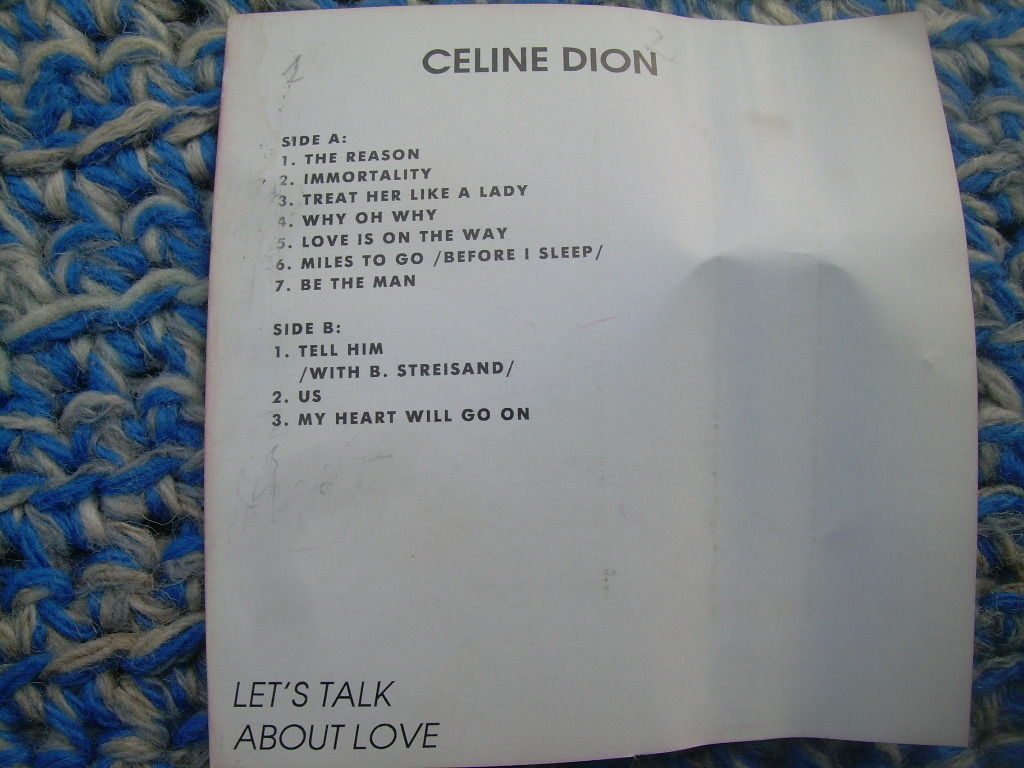 1
2
CELINE DION
SIDE A:
1. THE REASON
2. IMMORTALITY
3. TREAT HER LIKE A LADY
4. WHY OH WHY
5. LOVE IS ON THE WAY
6. MILES TO GO /BEFORE I SLEEP/
7. BE THE MAN
SIDE B:
1. TELL HIM
/WITH B. STREISAND/
2. US
3. MY HEART WILL GO ON
LET'S TALK
ABOUT LOVE